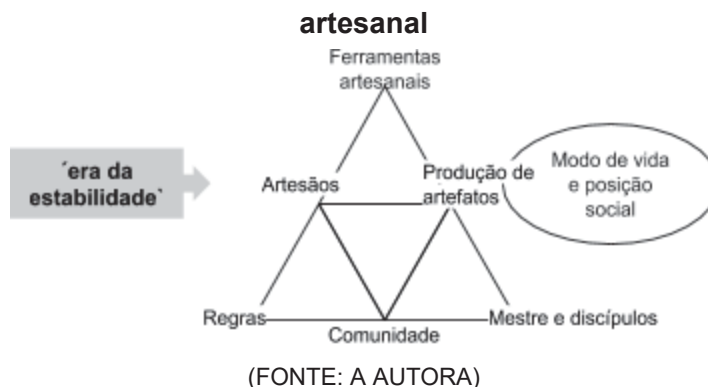 artesanal
Ferramentas
artesanais
´era da
estabilidade`
Artesãos
Produção de
artefatos
Modo de vida
e posição
social
Regras
Comunidade
Mestre e discípulos
(FONTE: A AUTORA)